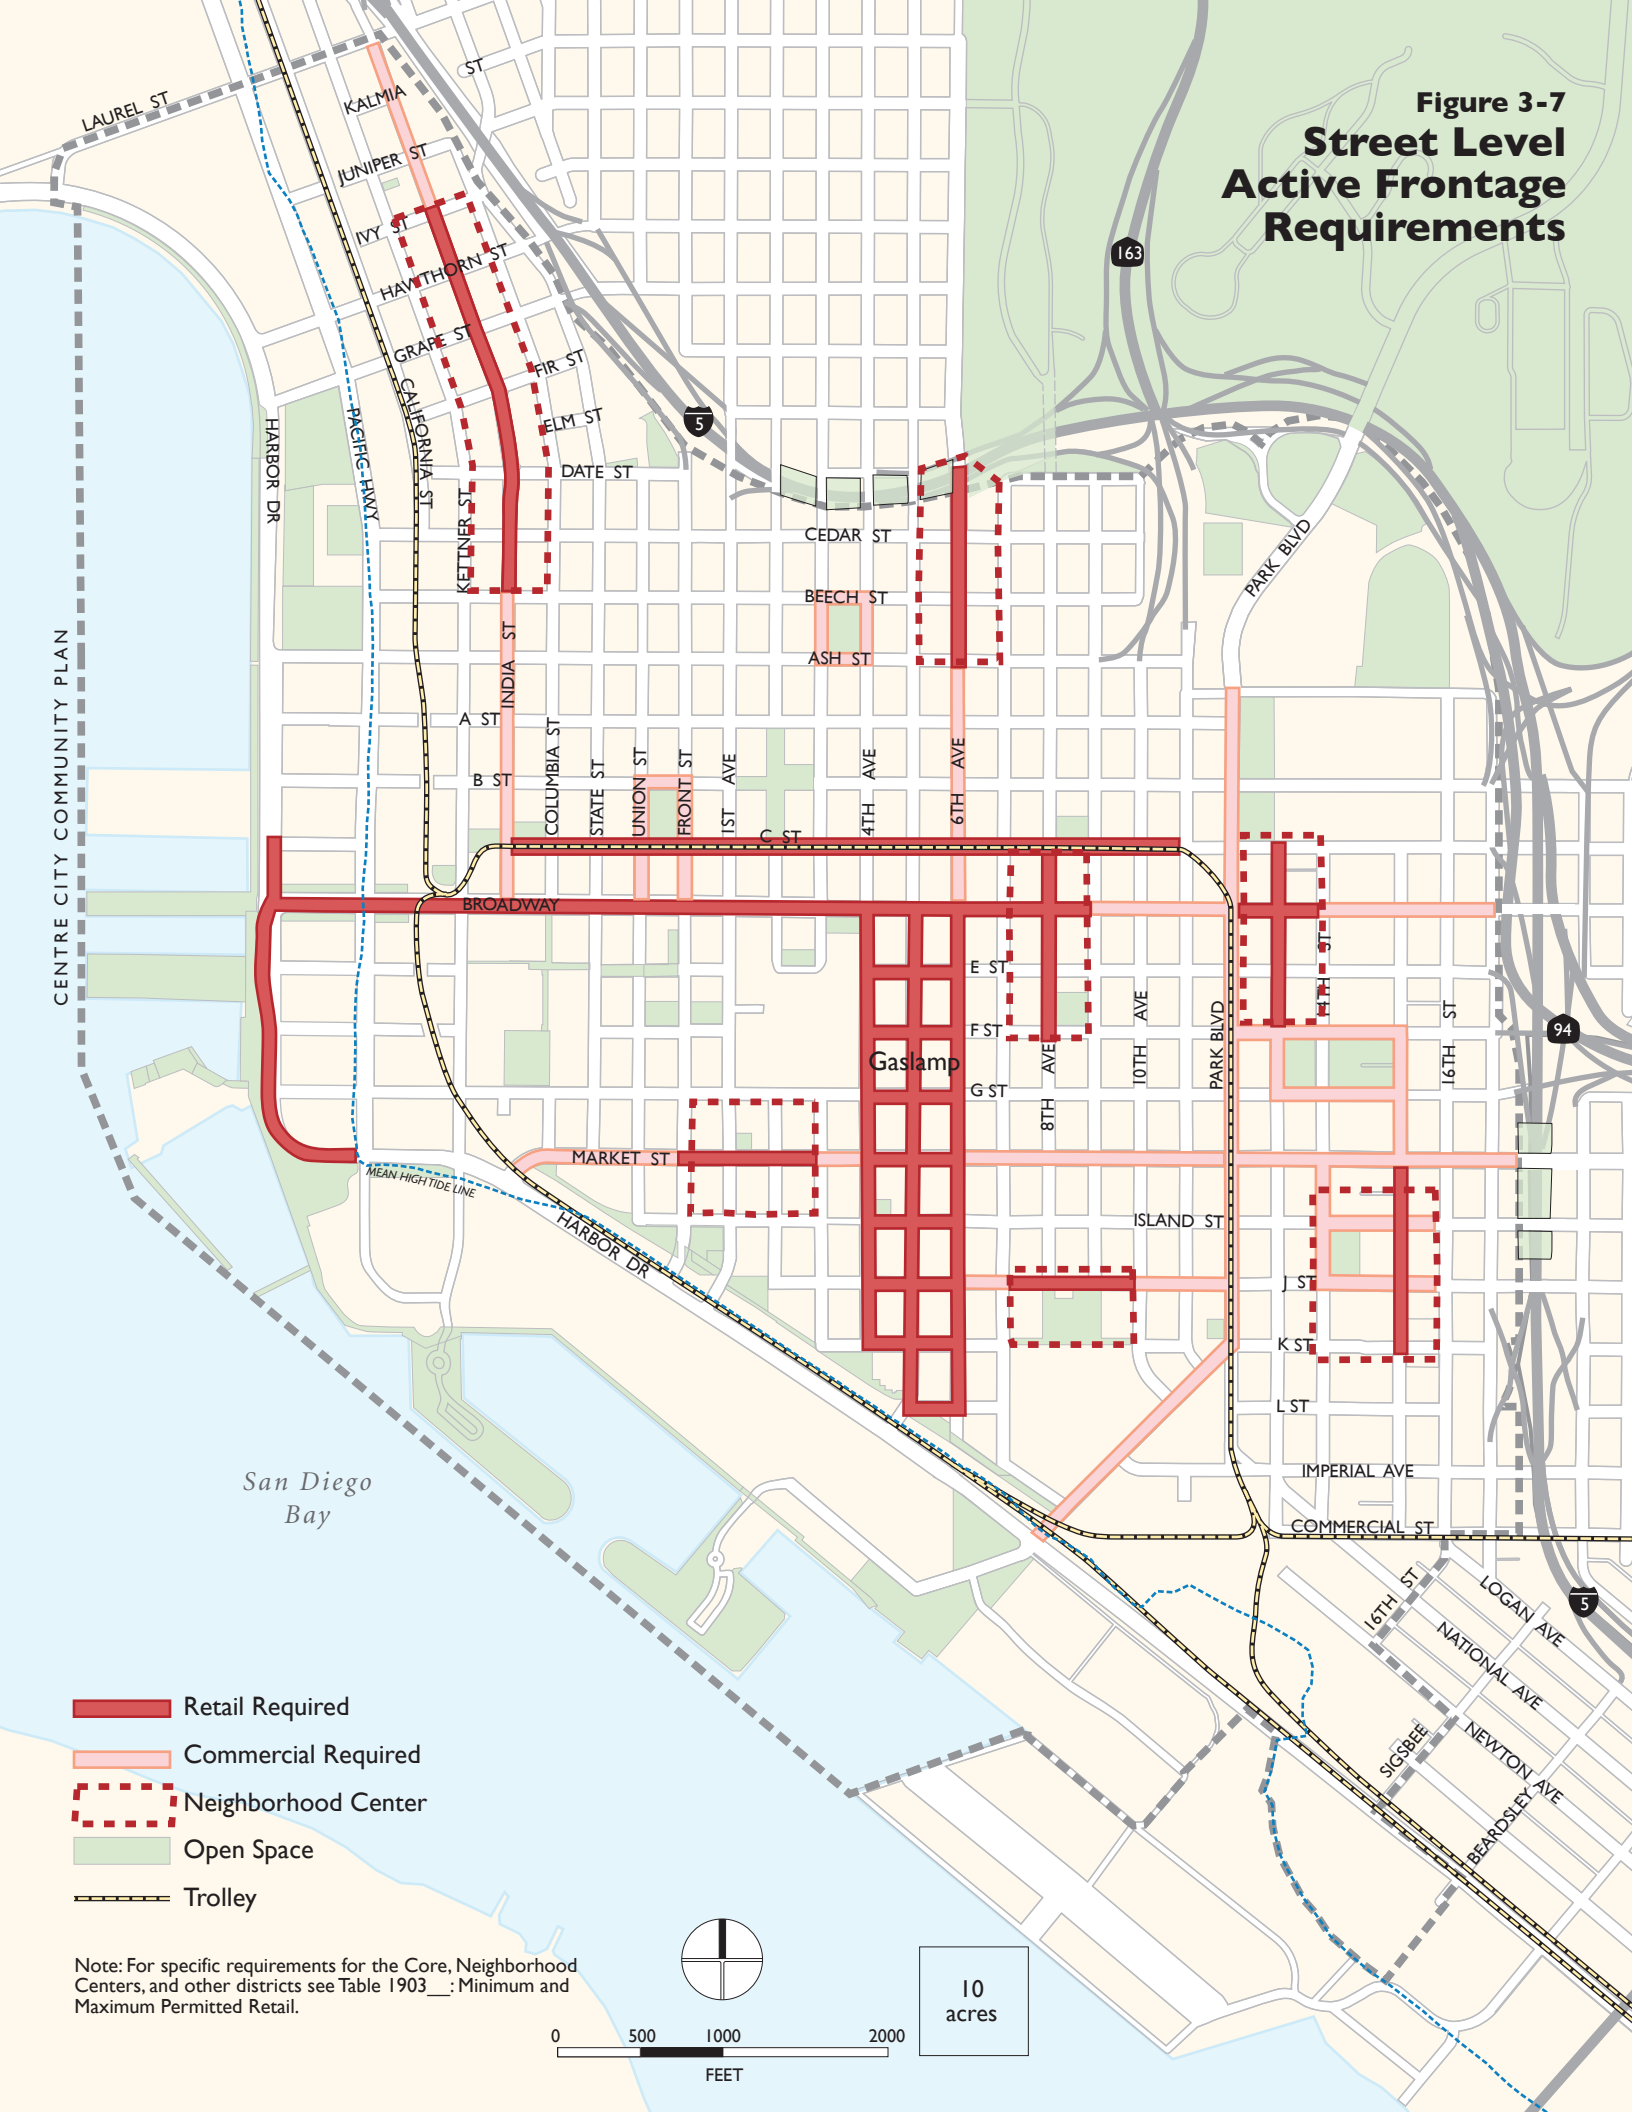 Figure 3-7
Street Level
Active Frontage
Requirements
ST
LAUREL ST
KALMIA
JUNIPER ST
IVY ST
HAWTHORN ST
GRAPE ST
FIR ST
ELM ST
DATE ST
163
5
HARBOR DR
PACIFIC HWY
CALIFORNIA ST
KETTNER ST
INDIA ST
CEDAR ST
BEECH ST
ASH ST
PARK BLVD
CENTRE CITY COMMUNITY PLAN
A ST
B ST
COLUMBIA ST
STATE ST
UNION ST
FRONT ST
1ST AVE
4TH AVE
6TH AVE
C ST
BROADWAY
E ST
F ST
G ST
Gaslamp
8TH AVE
10TH AVE
PARK BLVD
14TH ST
16TH ST
94
MARKET ST
MEAN HIGH TIDE LINE
HARBOR DR
ISLAND ST
J ST
K ST
L ST
IMPERIAL AVE
COMMERCIAL ST
San Diego
Bay
16TH ST
LOGAN AVE
5
NATIONAL AVE
SIGSBEE
NEWTON AVE
BEARDSLEY
Retail Required
Commercial Required
Neighborhood Center
Open Space
Trolley
Note: For specific requirements for the Core, Neighborhood
Centers, and other districts see Table 1903__: Minimum and
Maximum Permitted Retail.
10
acres
0 500 1000 2000
FEET